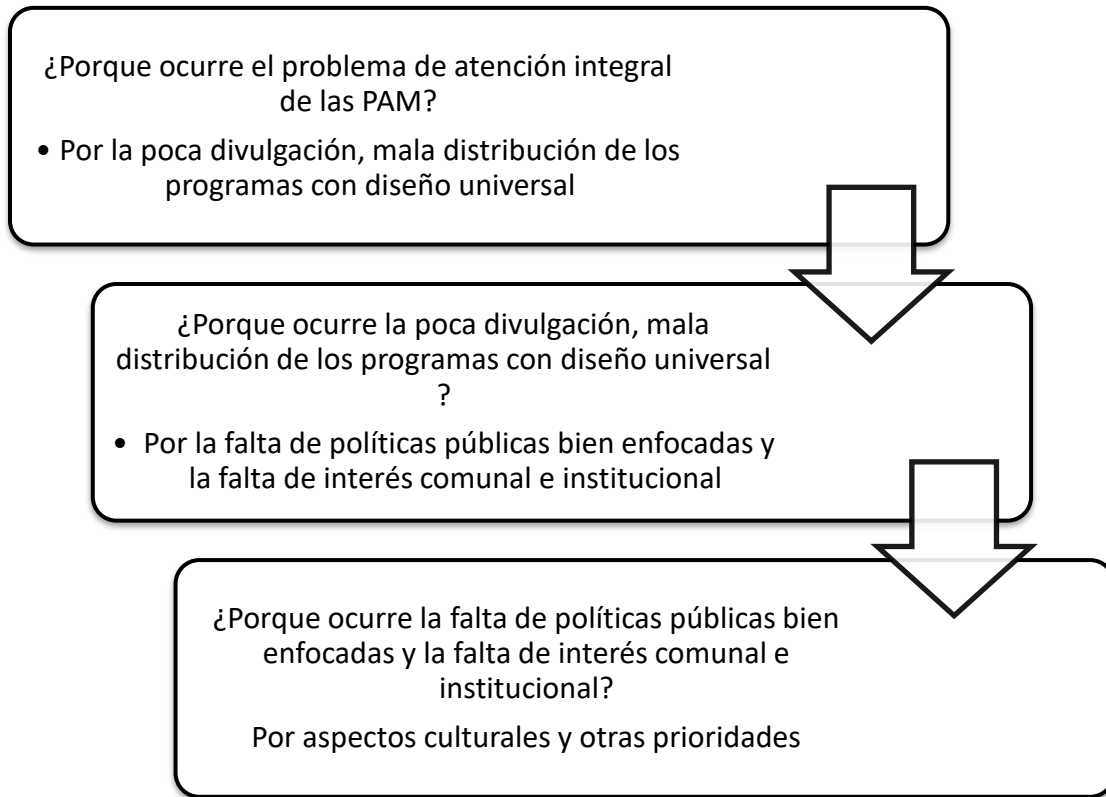 ¿Porque ocurre el problema de atención integral
de las PAM?
• Por la poca divulgación, mala distribución de los
programas con diseño universal
¿Porque ocurre la poca divulgación, mala
distribución de los programas con diseño universal
?
• Por la falta de políticas públicas bien enfocadas y
la falta de interés comunal e institucional
¿Porque ocurre la falta de políticas públicas bien
enfocadas y la falta de interés comunal e
institucional?
Por aspectos culturales y otras prioridades